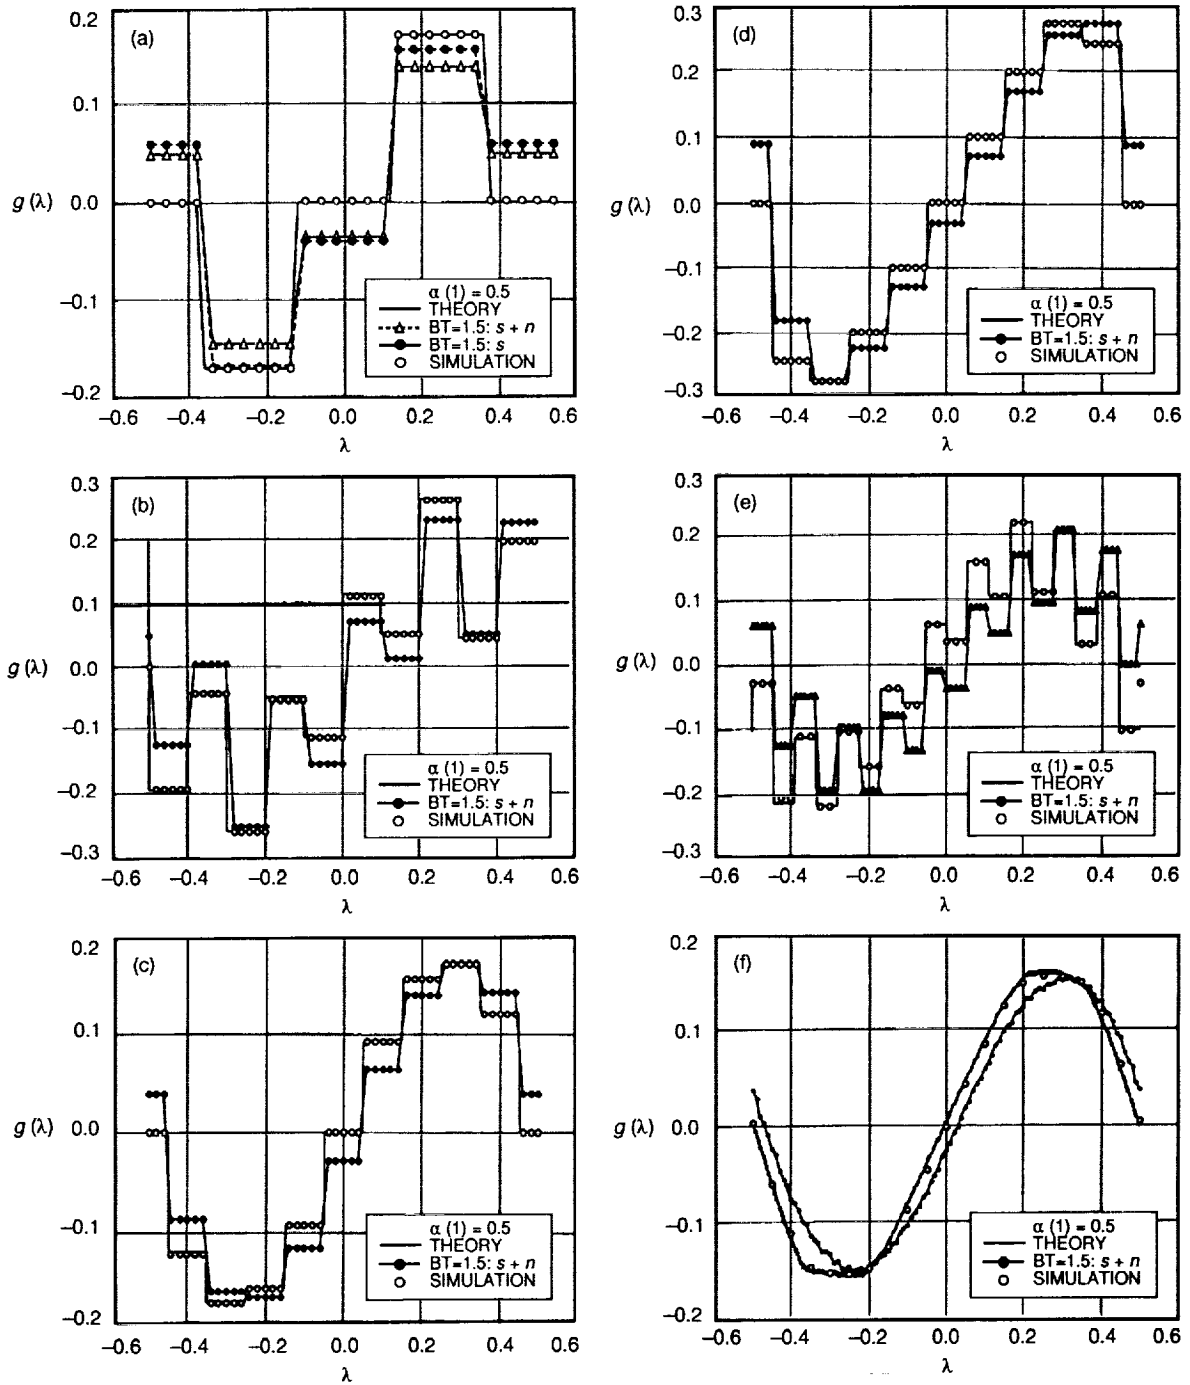 (a)
0.2
0.1
0.0
−0.1
−0.2
g (λ)
−0.6 −0.4 −0.2 0.0 0.2 0.4 0.6
λ
α (1) = 0.5
THEORY
BT=1.5: s + n
BT=1.5: s
SIMULATION
(d)
0.3
0.2
0.1
0.0
−0.1
−0.2
−0.3
g (λ)
−0.6 −0.4 −0.2 0.0 0.2 0.4 0.6
λ
α (1) = 0.5
THEORY
BT=1.5: s + n
SIMULATION
(b)
0.3
0.2
0.1
0.0
−0.1
−0.2
−0.3
g (λ)
−0.6 −0.4 −0.2 0.0 0.2 0.4 0.6
λ
α (1) = 0.5
THEORY
BT=1.5: s + n
SIMULATION
(e)
0.3
0.2
0.1
0.0
−0.1
−0.2
−0.3
g (λ)
−0.6 −0.4 −0.2 0.0 0.2 0.4 0.6
λ
α (1) = 0.5
THEORY
BT=1.5: s + n
SIMULATION
(c)
0.2
0.1
0.0
−0.1
−0.2
g (λ)
−0.6 −0.4 −0.2 0.0 0.2 0.4 0.6
λ
α (1) = 0.5
THEORY
BT=1.5: s + n
SIMULATION
(f)
0.2
0.1
0.0
−0.1
−0.2
g (λ)
−0.6 −0.4 −0.2 0.0 0.2 0.4 0.6
λ
α (1) = 0.5
THEORY
BT=1.5: s + n
SIMULATION